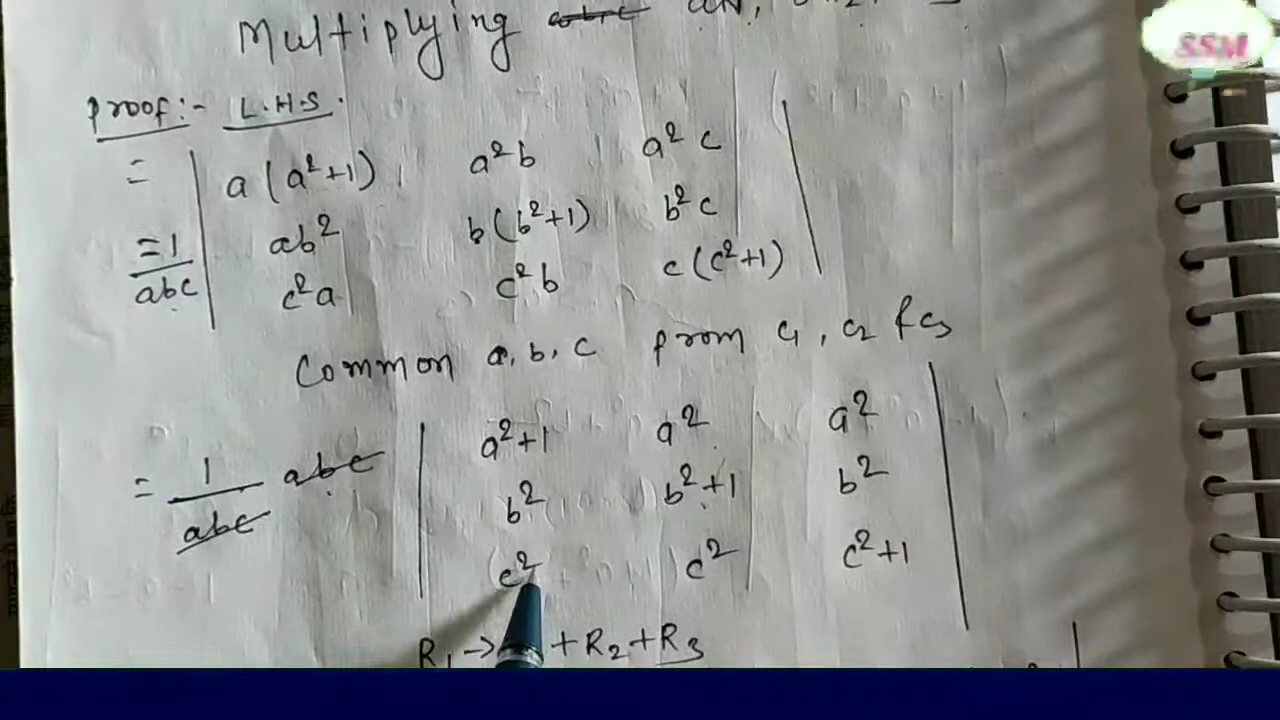 Multiplying
SSM
Proof:- L.H.S.
= | a(a²+1) a²b a²c |
=1/abc | ab² b(b²+1) b²c |
| c²a c²b c(c²+1) |
Common a, b, c from C₁, C₂ & C₃
| a²+1 a² a² |
= 1/abc abc | b² b²+1 b² |
| c² c² c²+1 |
R₁ → + R₂ + R₃